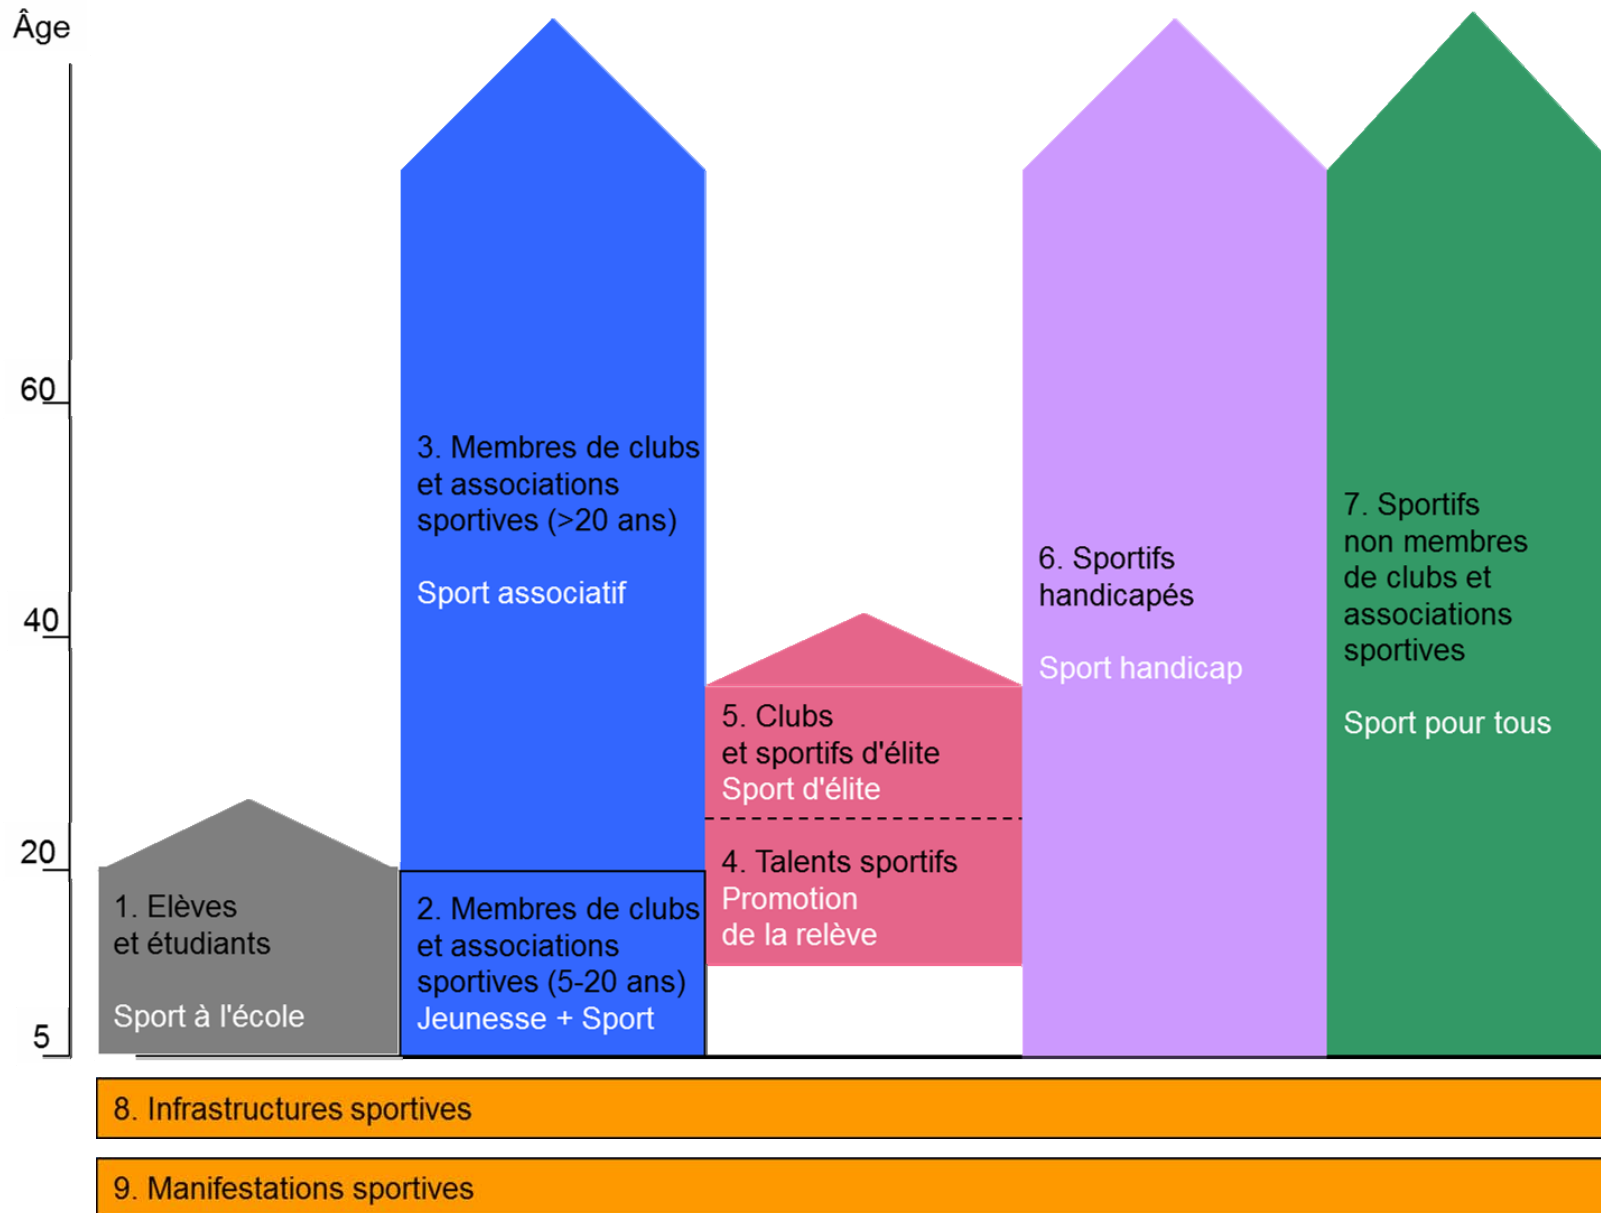 Âge
60
40
20
5
1. Elèves
et étudiants
Sport à l'école
3. Membres de clubs
et associations
sportives (>20 ans)
Sport associatif
2. Membres de clubs
et associations
sportives (5-20 ans)
Jeunesse + Sport
5. Clubs
et sportifs d'élite
Sport d'élite
4. Talents sportifs
Promotion
de la relève
6. Sportifs
handicapés
Sport handicap
7. Sportifs
non membres
de clubs et
associations
sportives
Sport pour tous
8. Infrastructures sportives
9. Manifestations sportives